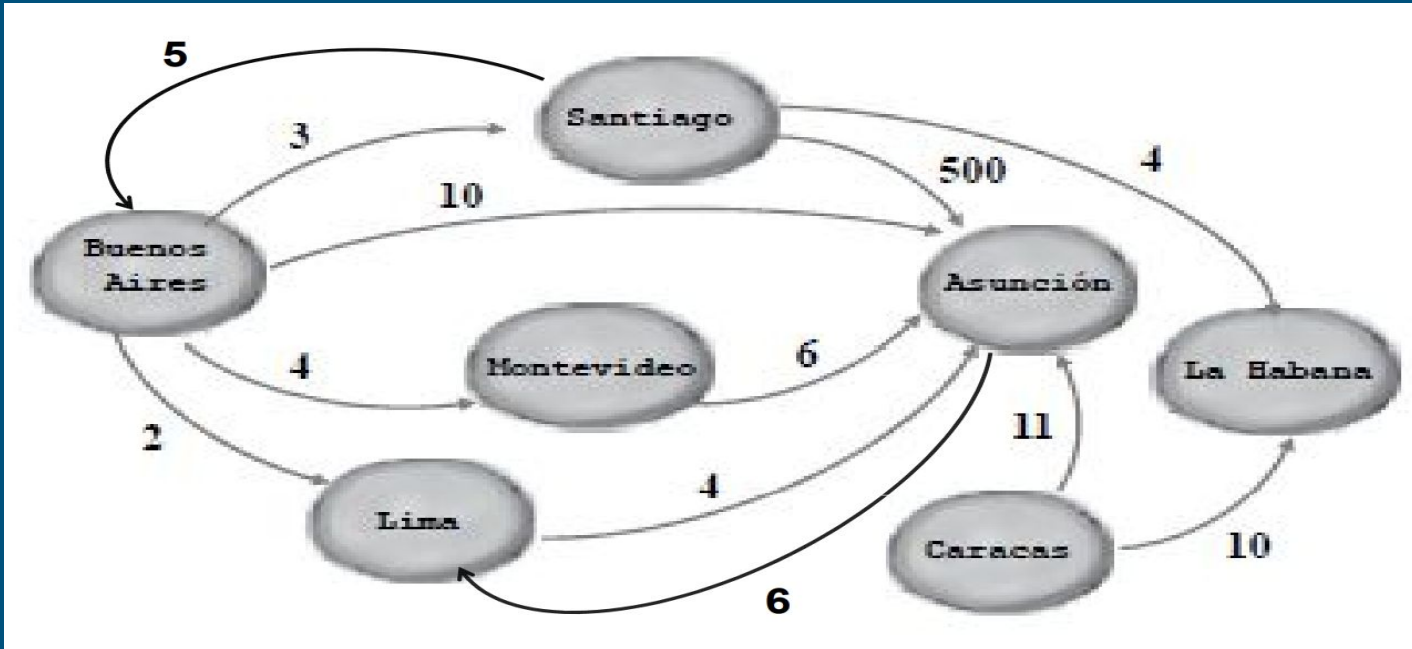 5
Santiago
3
4
500
10
Buenos
Aires
Asunción
Montevideo
6
4
La Habana
2
11
4
Lima
Caracas
10
6